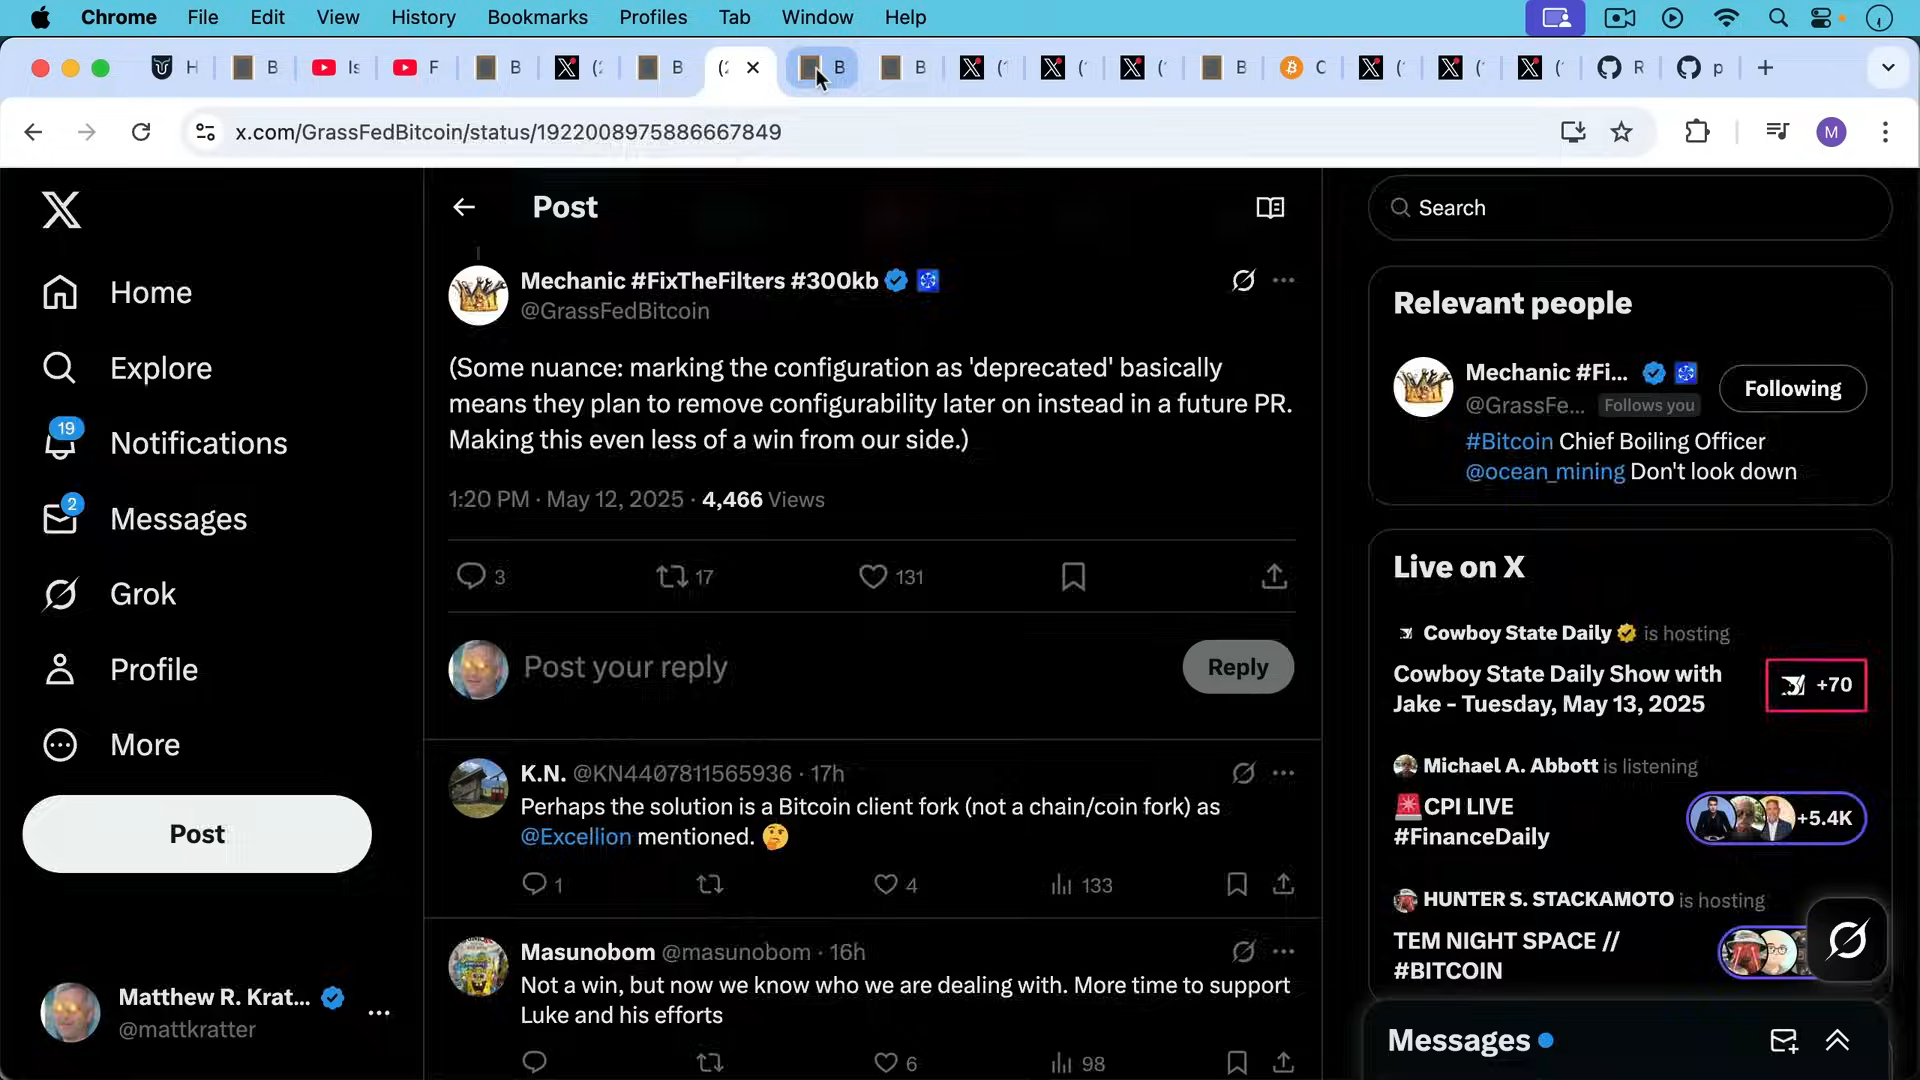 Chrome File Edit View History Bookmarks Profiles Tab Window Help
H B Is F B (2 B (2 B B (1 ( ( B C ( ( ( R p
x.com/GrassFedBitcoin/status/1922008975886667849
M
Post
Search
Home
Explore
19
Notifications
2
Messages
Grok
Profile
More
Post
Matthew R. Krat...
@mattkratter
Mechanic #FixTheFilters #300kb
@GrassFedBitcoin
(Some nuance: marking the configuration as 'deprecated' basically
means they plan to remove configurability later on instead in a future PR.
Making this even less of a win from our side.)
1:20 PM · May 12, 2025 · 4,466 Views
3 17 131
Post your reply
Reply
K.N. @KN4407811565936 · 17h
Perhaps the solution is a Bitcoin client fork (not a chain/coin fork) as
@Excellion mentioned. 🤔
1 4 133
Masunobom @masunobom · 16h
Not a win, but now we know who we are dealing with. More time to support
Luke and his efforts
6 98
Relevant people
Mechanic #Fi...
@GrassFe... Follows you
Following
#Bitcoin Chief Boiling Officer
@ocean_mining Don't look down
Live on X
Cowboy State Daily is hosting
Cowboy State Daily Show with
Jake - Tuesday, May 13, 2025
+70
Michael A. Abbott is listening
🚨CPI LIVE
#FinanceDaily
+5.4K
HUNTER S. STACKAMOTO is hosting
TEM NIGHT SPACE //
#BITCOIN
Messages